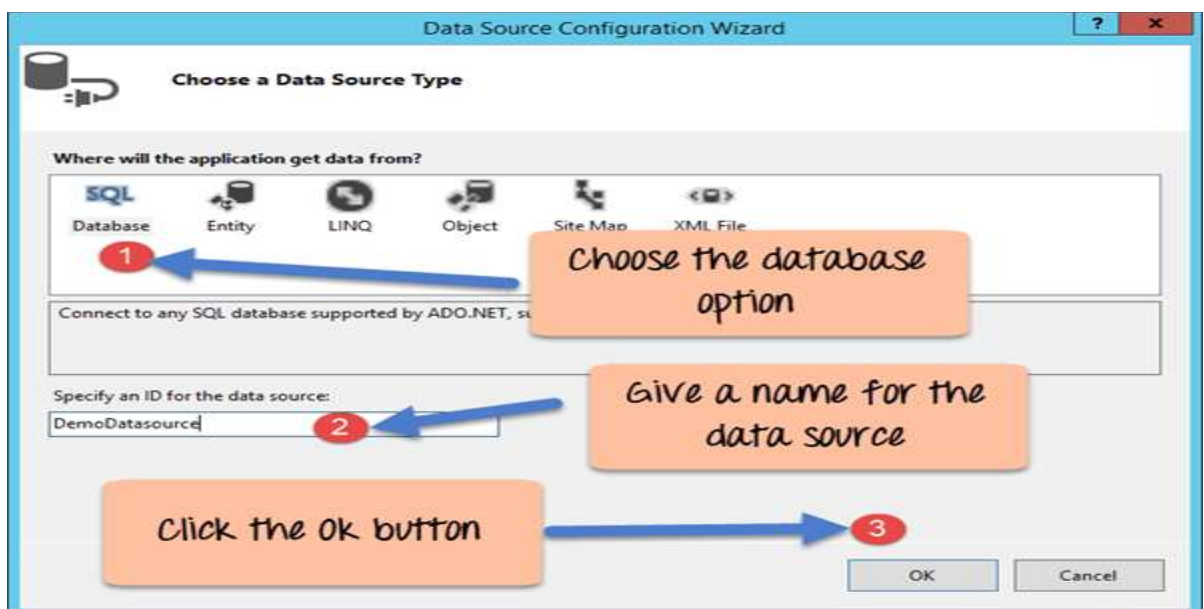 Data Source Configuration Wizard
? x
Choose a Data Source Type
Where will the application get data from?
SQL
Database Entity LINQ Object Site Map XML File
1
Choose the database
option
Connect to any SQL database supported by ADO.NET, su
Specify an ID for the data source:
DemoDatasource
2
Give a name for the
data source
Click the Ok button
3
OK Cancel